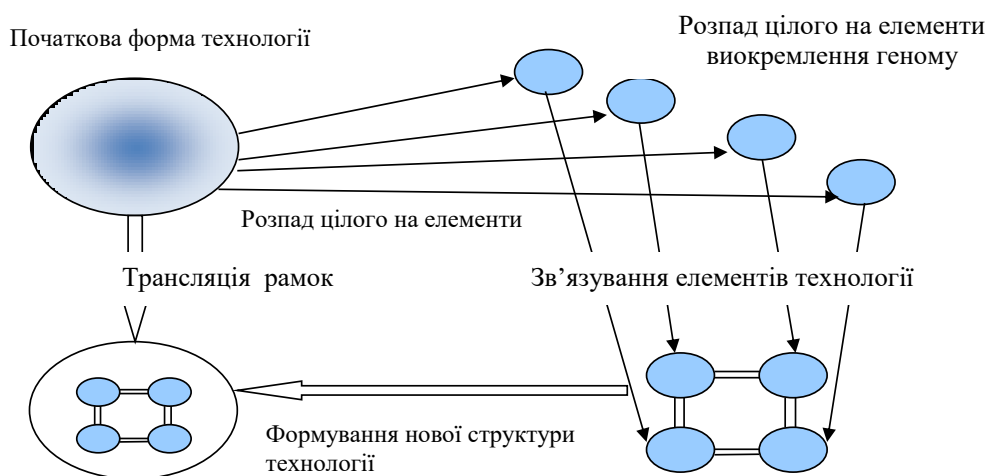 Початкова форма технології
Розпад цілого на елементи
виокремлення геному
Розпад цілого на елементи
Трансляція рамок
Зв’язування елементів технології
Формування нової структури
технології